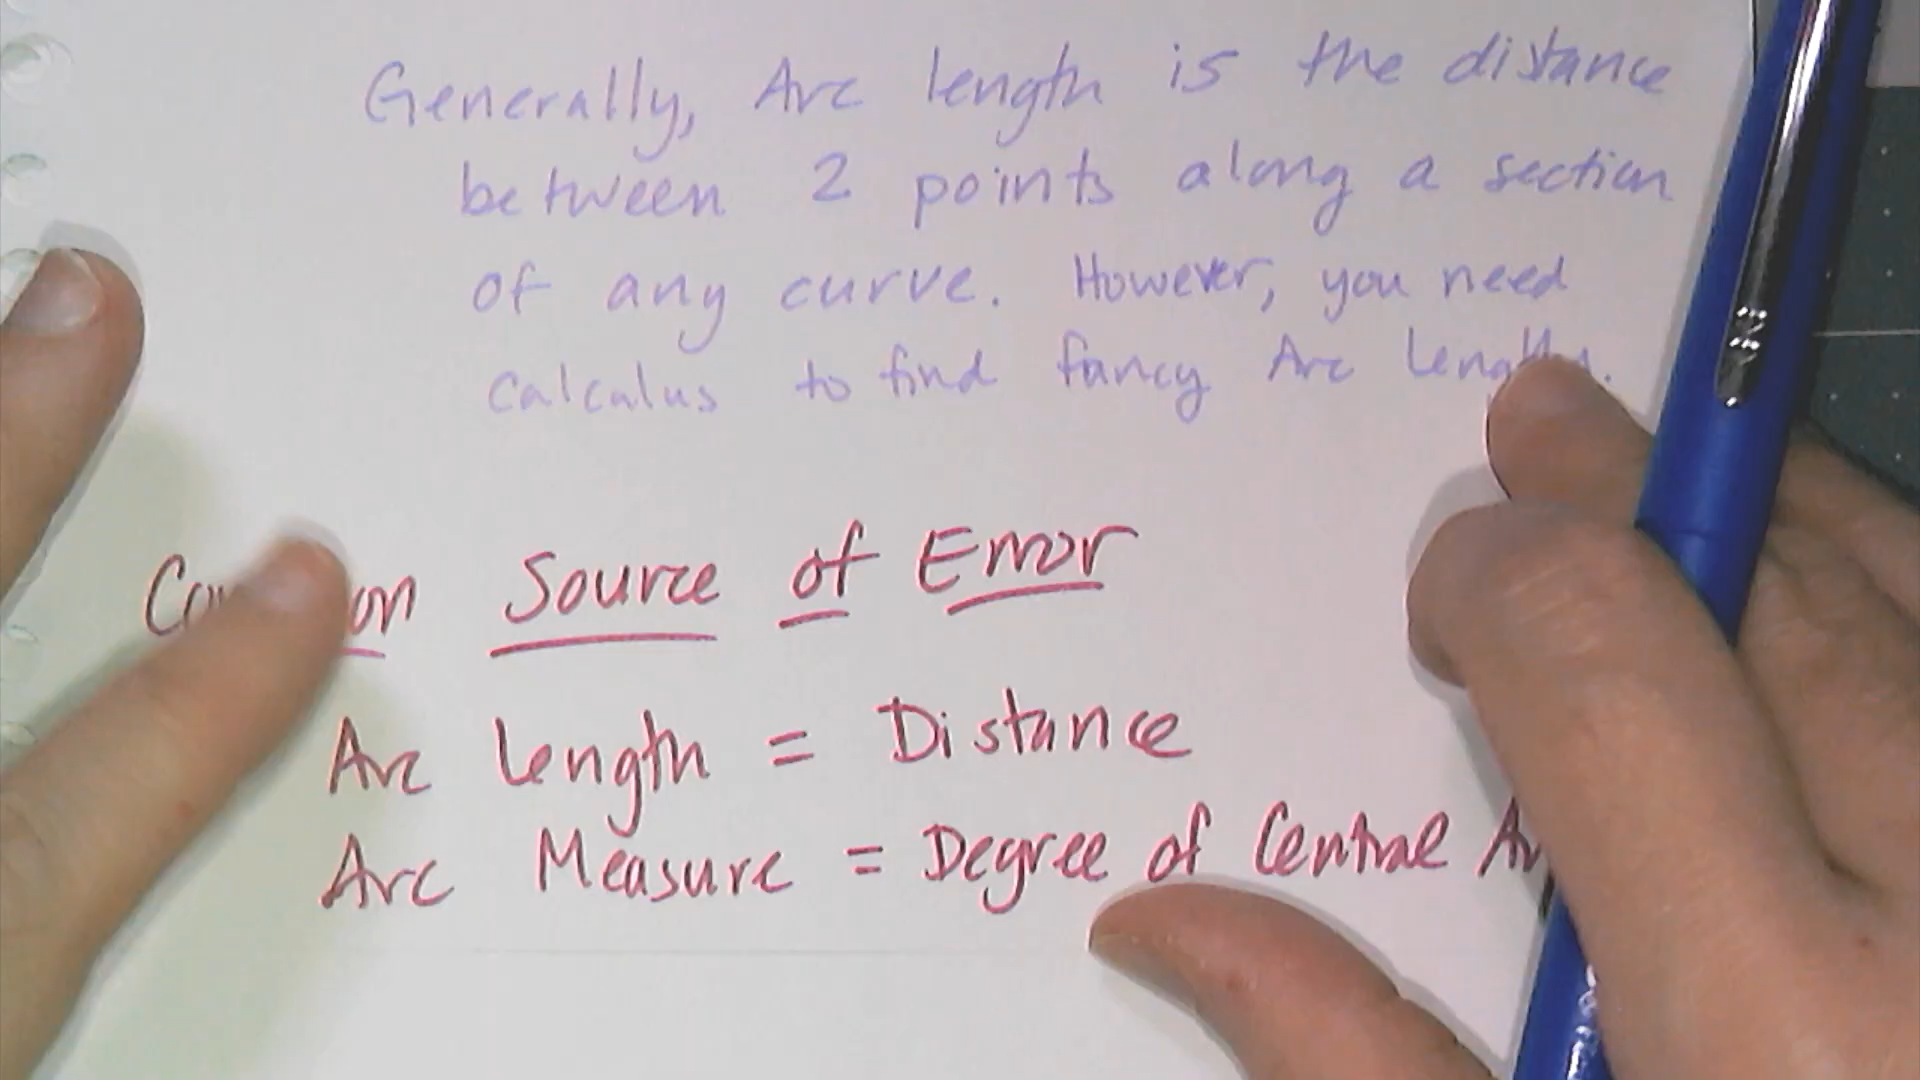 Generally, Arc length is the distance
between 2 points along a section
of any curve. However, you need
calculus to find fancy Arc
Source of Error
Arc Length = Distance
Arc Measure = Degree of Central